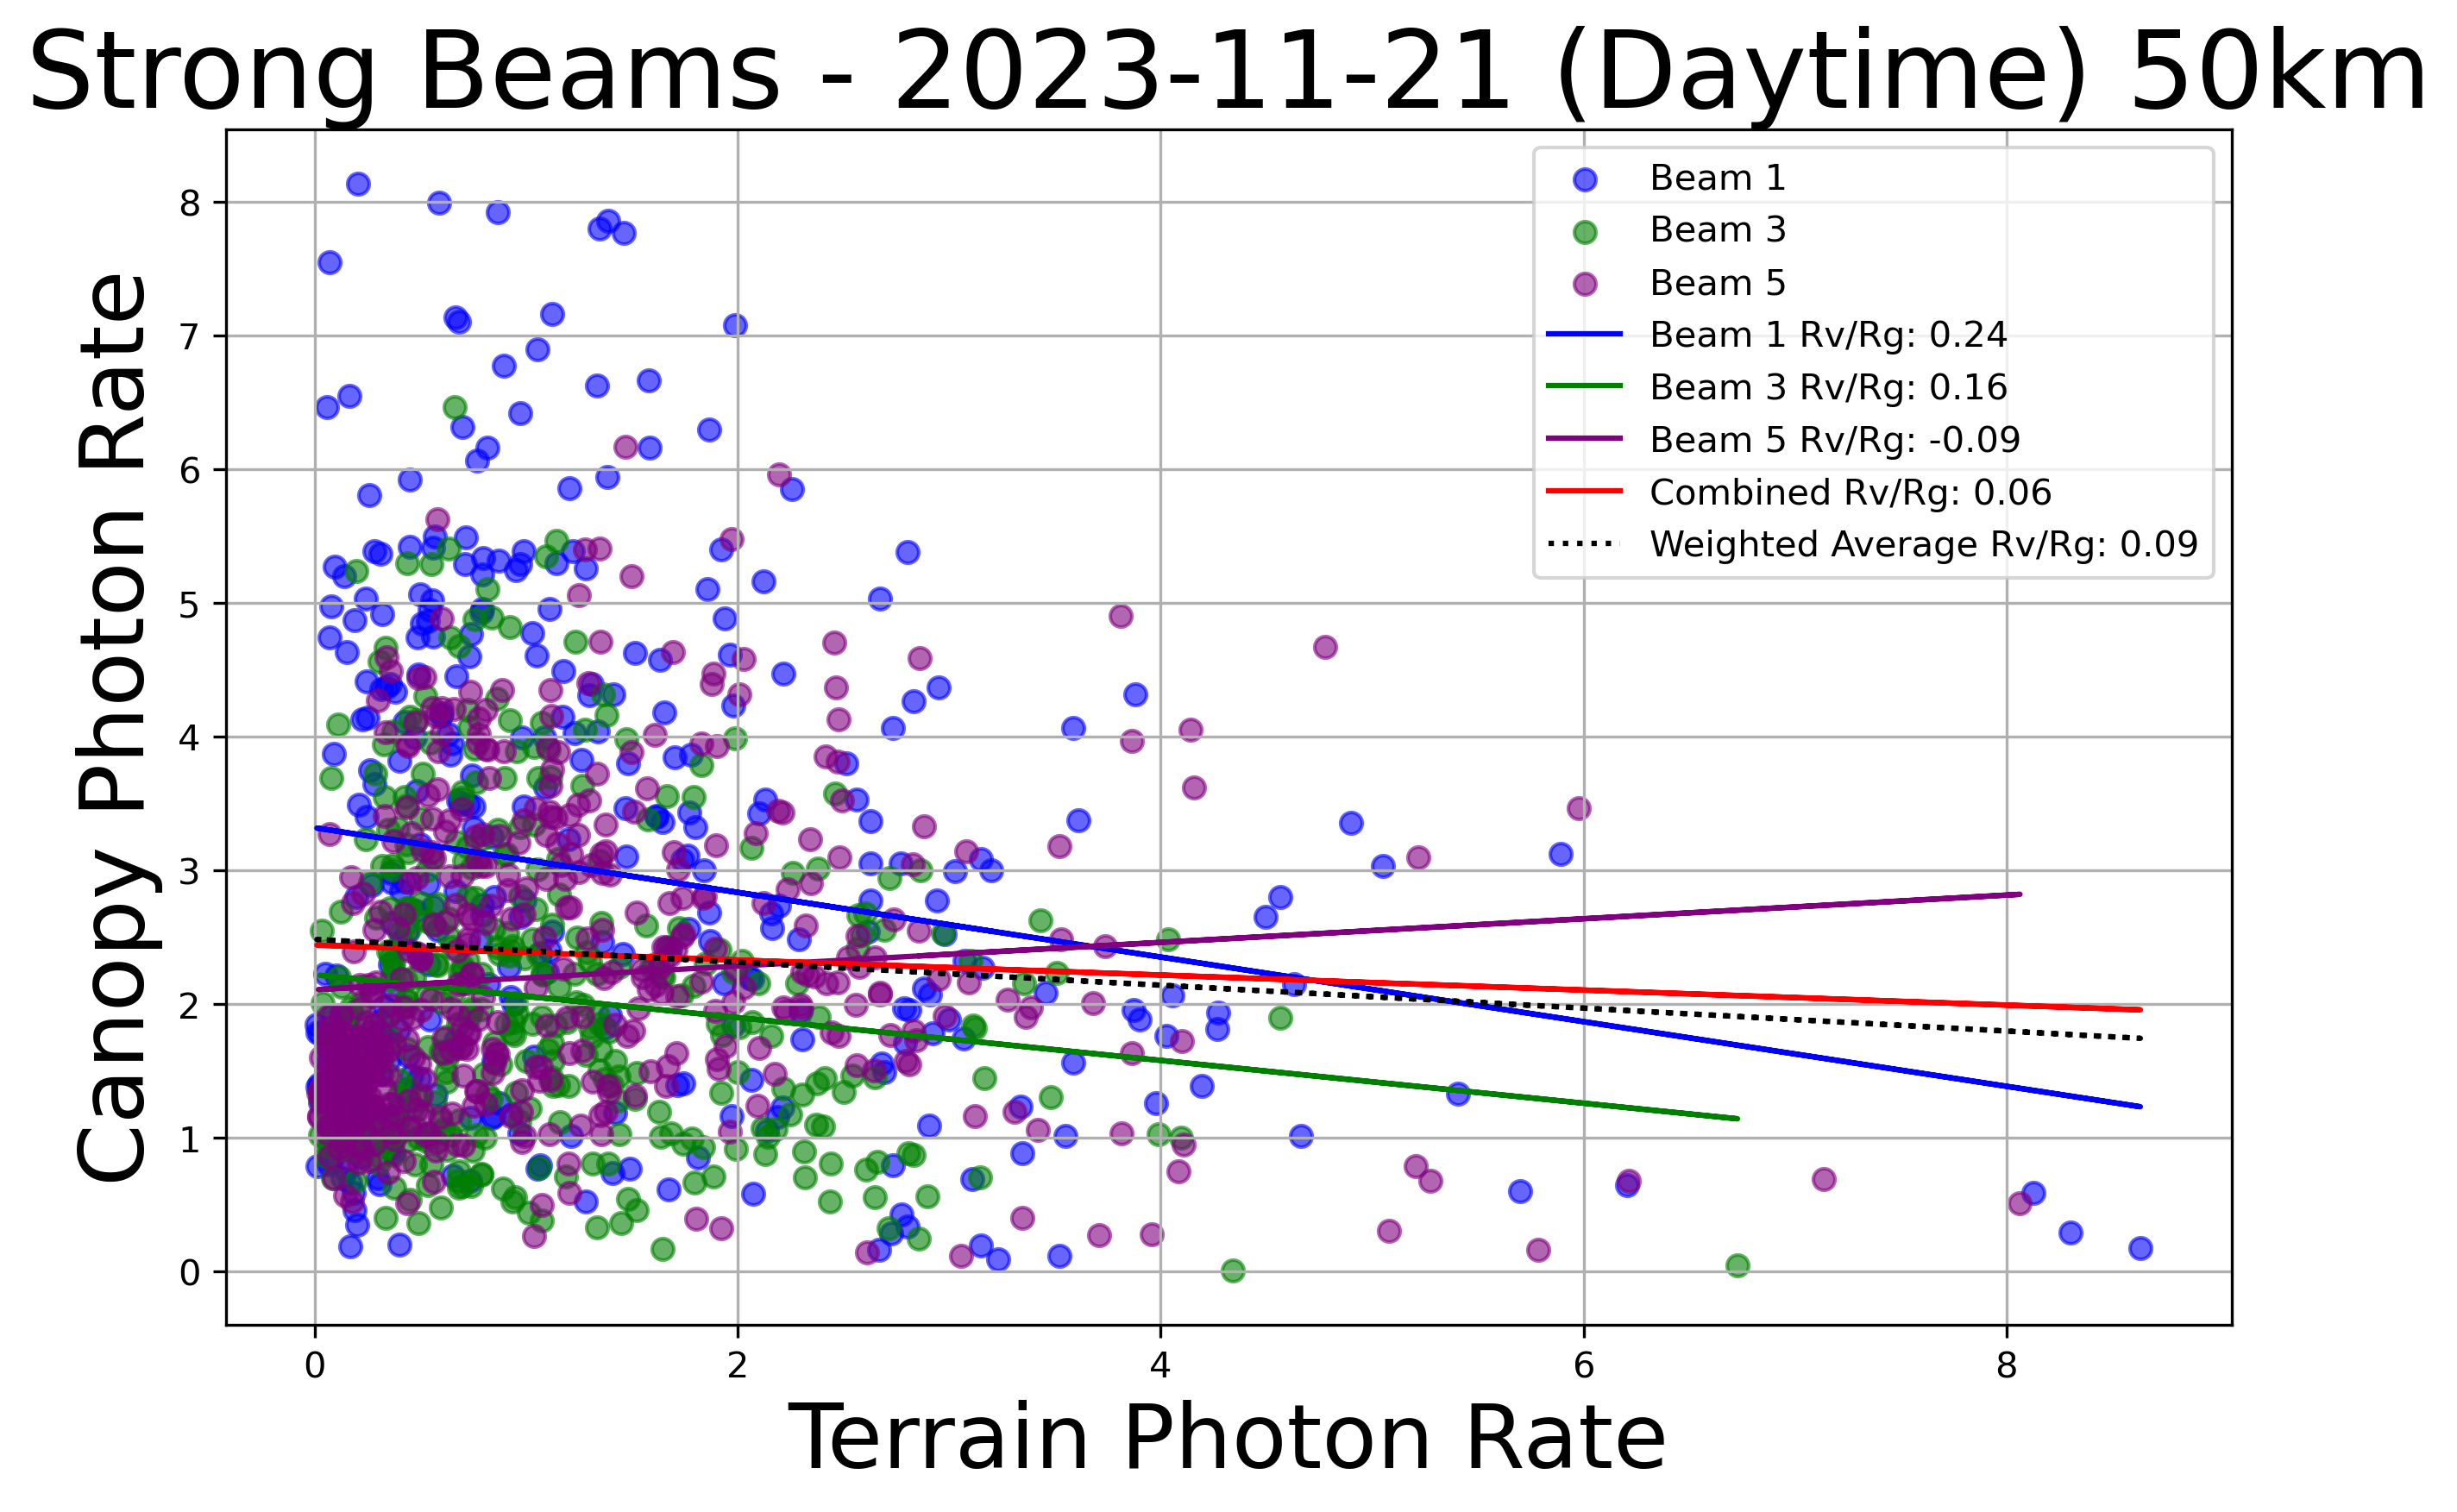 Strong Beams - 2023-11-21 (Daytime) 50km
Canopy Photon Rate
8
7
6
5
4
3
2
1
0
Beam 1
Beam 3
Beam 5
Beam 1 Rv/Rg: 0.24
Beam 3 Rv/Rg: 0.16
Beam 5 Rv/Rg: -0.09
Combined Rv/Rg: 0.06
Weighted Average Rv/Rg: 0.09
0 2 4 6 8
Terrain Photon Rate